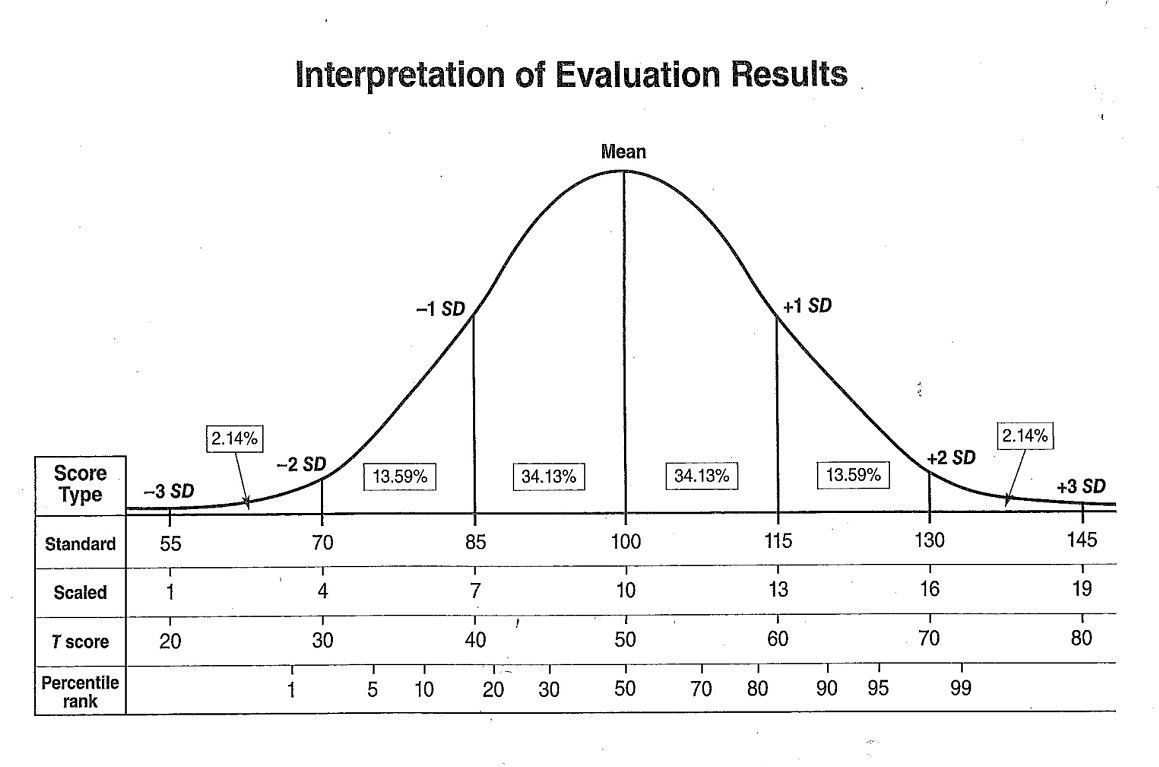 Interpretation of Evaluation Results
Mean
–1 SD
+1 SD
2.14%
2.14%
–2 SD
+2 SD
13.59%
34.13%
34.13%
13.59%
–3 SD
+3 SD
Score
Type
Standard 55 70 85 100 115 130 145
Scaled 1 4 7 10 13 16 19
T score 20 30 40 50 60 70 80
Percentile
rank
1 5 10 20 30 50 70 80 90 95 99